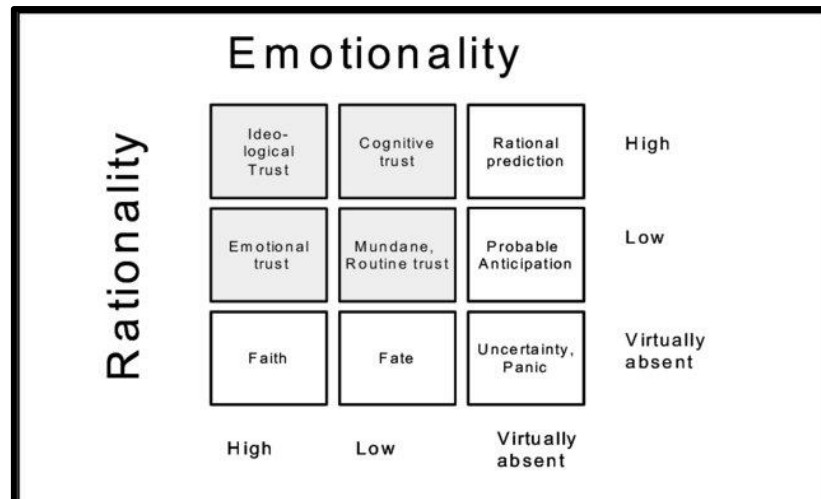 Emotionality
Rationality
Ideo-
logical
Trust
Cognitive
trust
Rational
prediction
High
Emotional
trust
Mundane,
Routine trust
Probable
Anticipation
Low
Faith
Fate
Uncertainty,
Panic
Virtually
absent
High
Low
Virtually
absent